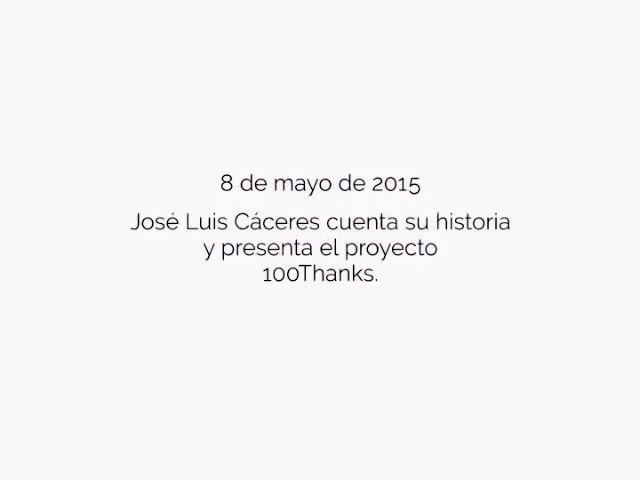 8 de mayo de 2015
José Luis Cáceres cuenta su historia
y presenta el proyecto
100Thanks.